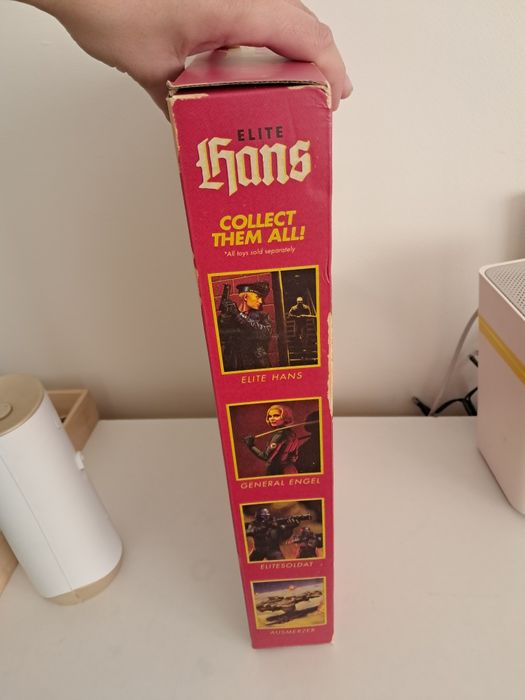 ELITE
Hans
COLLECT
THEM ALL!
*All toys sold separately
ELITE HANS
GENERAL ENGEL
ELITESOLDAT
AUSMERZER